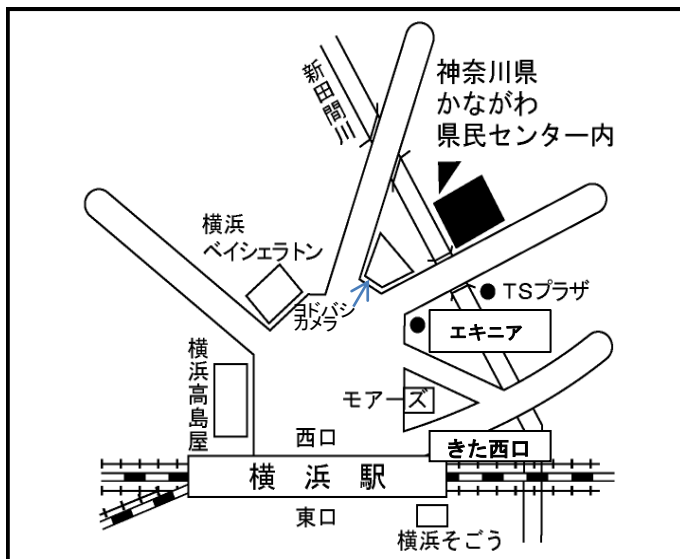 神奈川県
かながわ
県民センター内
新田間川
横浜
ベイシェラトン
ヨドバシ
カメラ
TSプラザ
エキニア
横浜高島屋
モアーズ
西口
きた西口
横浜駅
東口
横浜そごう